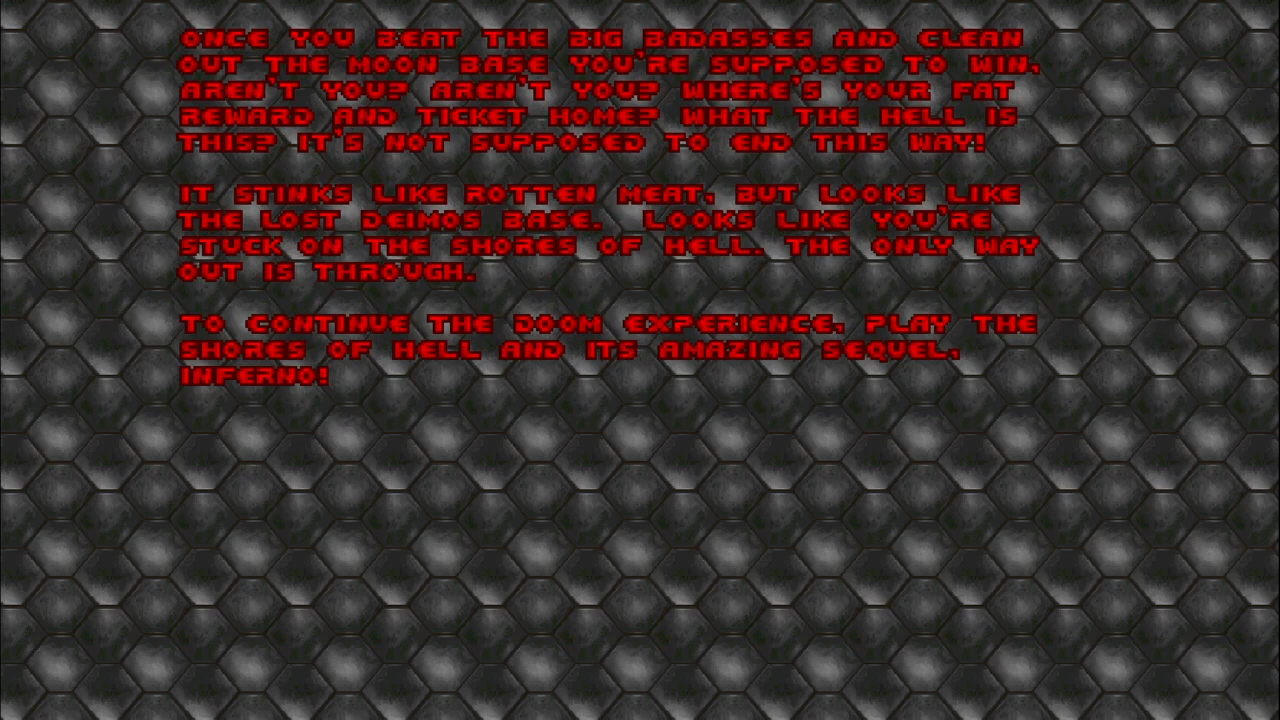 ONCE YOU BEAT THE BIG BADASSES AND CLEAN
OUT THE MOON BASE YOU'RE SUPPOSED TO WIN,
AREN'T YOU? AREN'T YOU? WHERE'S YOUR FAT
REWARD AND TICKET HOME? WHAT THE HELL IS
THIS? IT'S NOT SUPPOSED TO END THIS WAY!
IT STINKS LIKE ROTTEN MEAT, BUT LOOKS LIKE
THE LOST DEIMOS BASE.  LOOKS LIKE YOU'RE
STUCK ON THE SHORES OF HELL. THE ONLY WAY
OUT IS THROUGH.
TO CONTINUE THE DOOM EXPERIENCE, PLAY THE
SHORES OF HELL AND ITS AMAZING SEQUEL,
INFERNO!